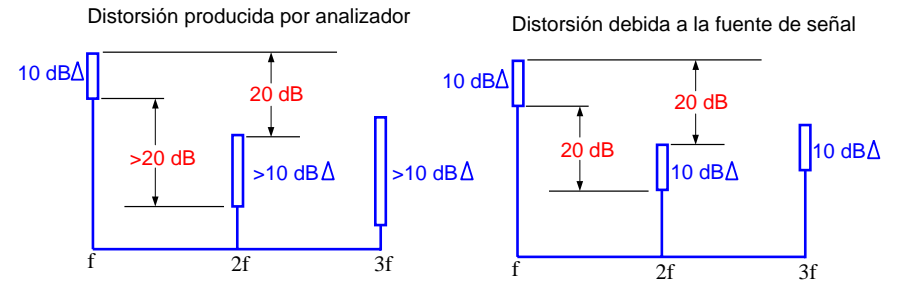 Distorsión producida por analizador
10 dBΔ
20 dB
>20 dB
>10 dBΔ
>10 dBΔ
f
2f
3f
Distorsión debida a la fuente de señal
10 dBΔ
20 dB
20 dB
10 dBΔ
10 dBΔ
f
2f
3f